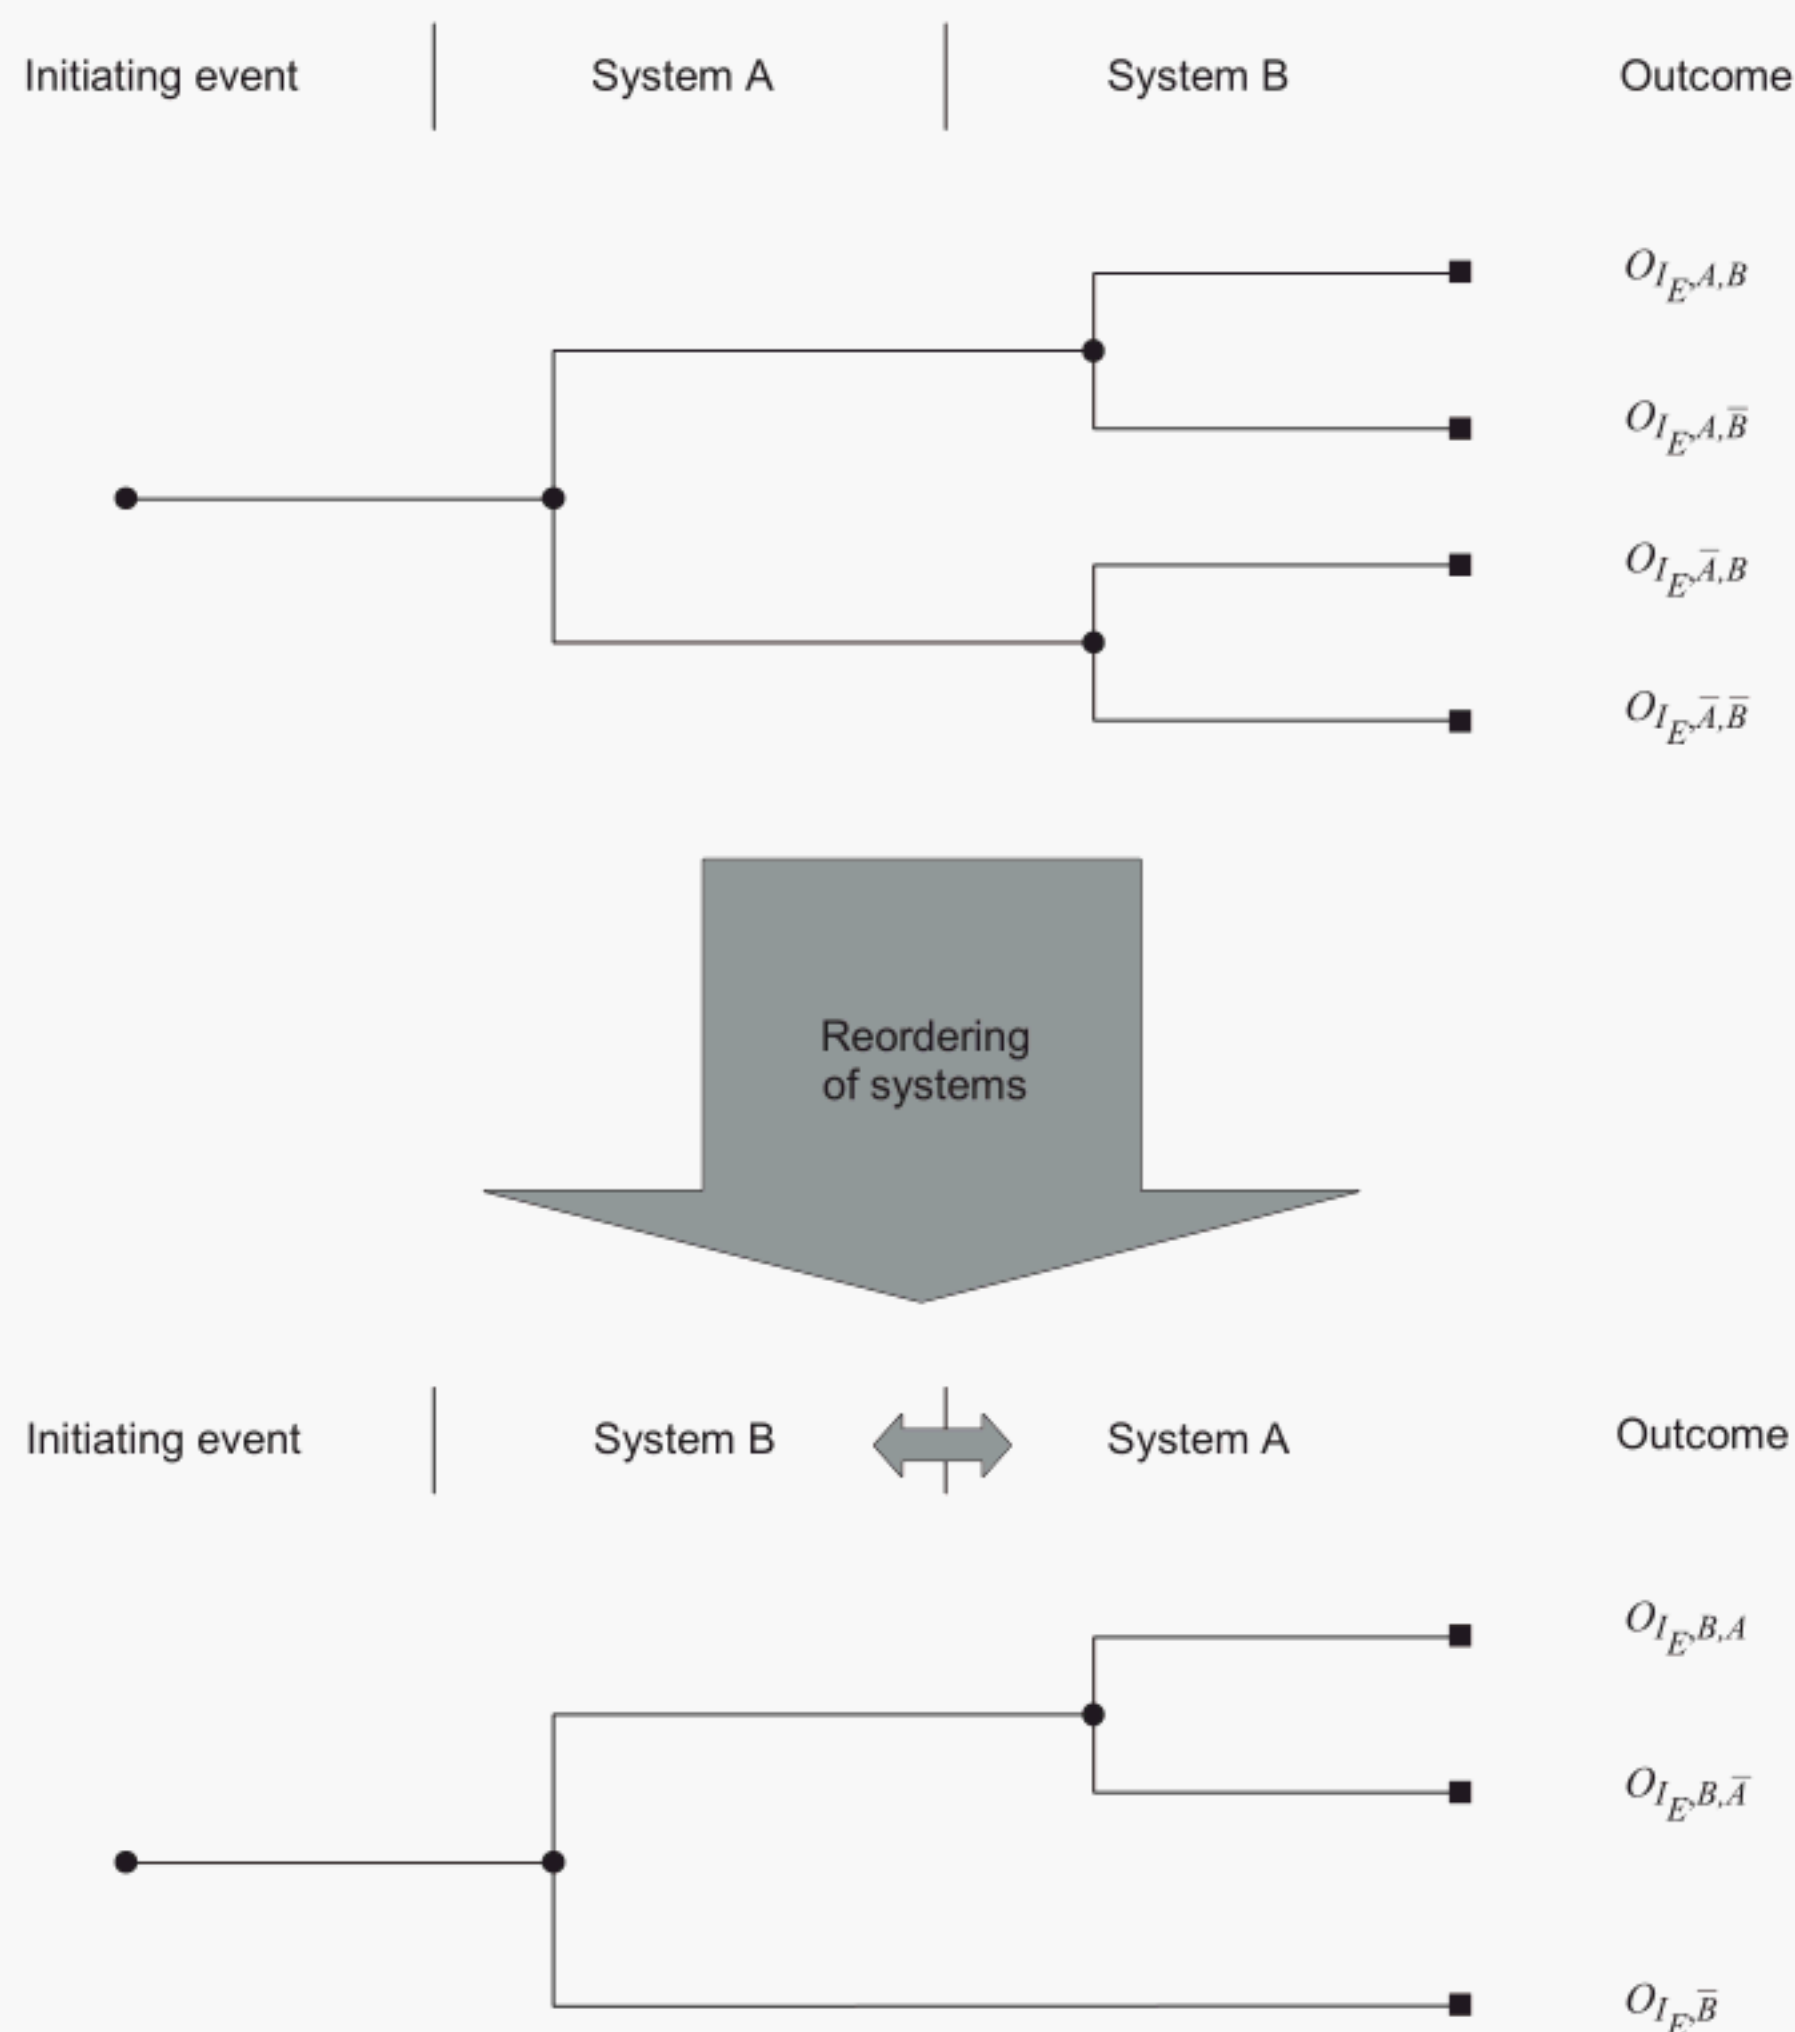 Initiating event System A System B Outcome
O_{I_E,A,B}
O_{I_E,A,B̅}
O_{I_E,A̅,B}
O_{I_E,A̅,B̅}
Reordering
of systems
Initiating event System B System A Outcome
O_{I_E,B,A}
O_{I_E,B,A̅}
O_{I_E,B̅}